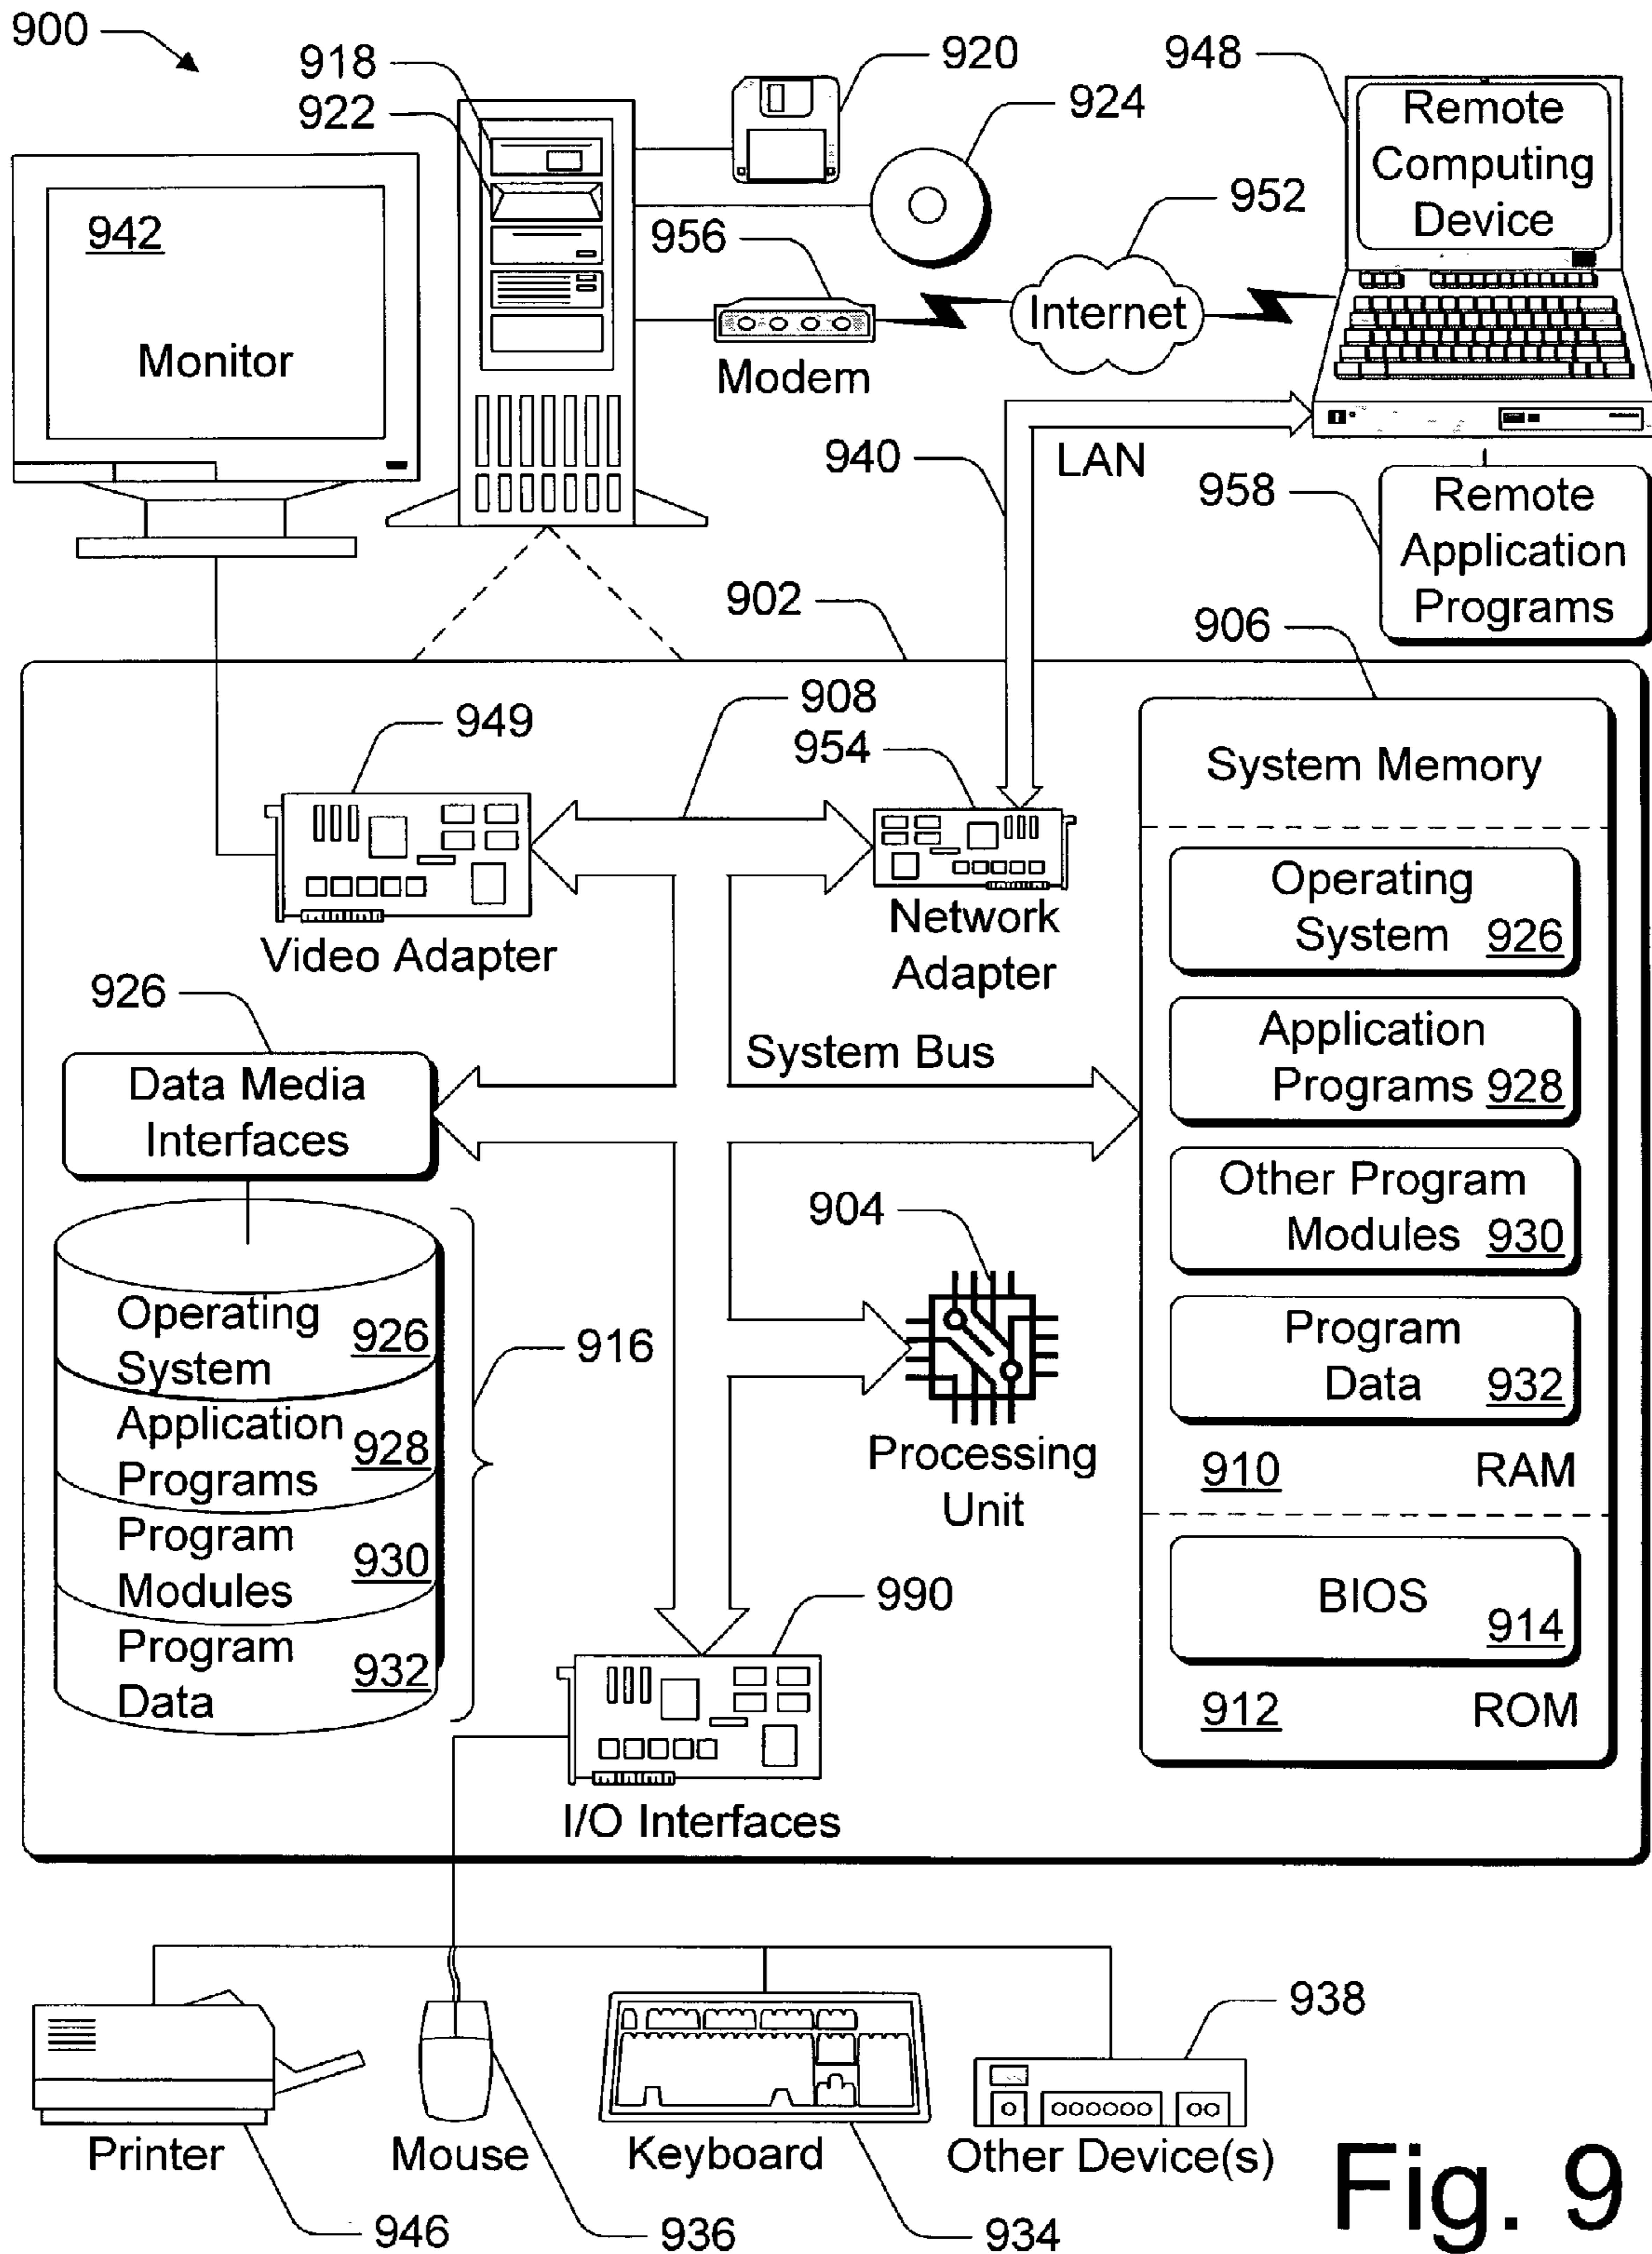 900
918
922
920
924
948
Remote
Computing
Device
942
Monitor
956
Modem
952
Internet
940
LAN
958
Remote
Application
Programs
902
906
908
949
954
Video Adapter
Network
Adapter
System Memory
Operating
System 926
Application
Programs 928
Other Program
Modules 930
Program
Data 932
910 RAM
BIOS
914
912 ROM
926
Data Media
Interfaces
System Bus
904
Processing
Unit
Operating
System 926
Application
Programs 928
Program
Modules 930
Program
Data 932
916
990
I/O Interfaces
938
Printer
Mouse
Keyboard
Other Device(s)
946
936
934
Fig. 9